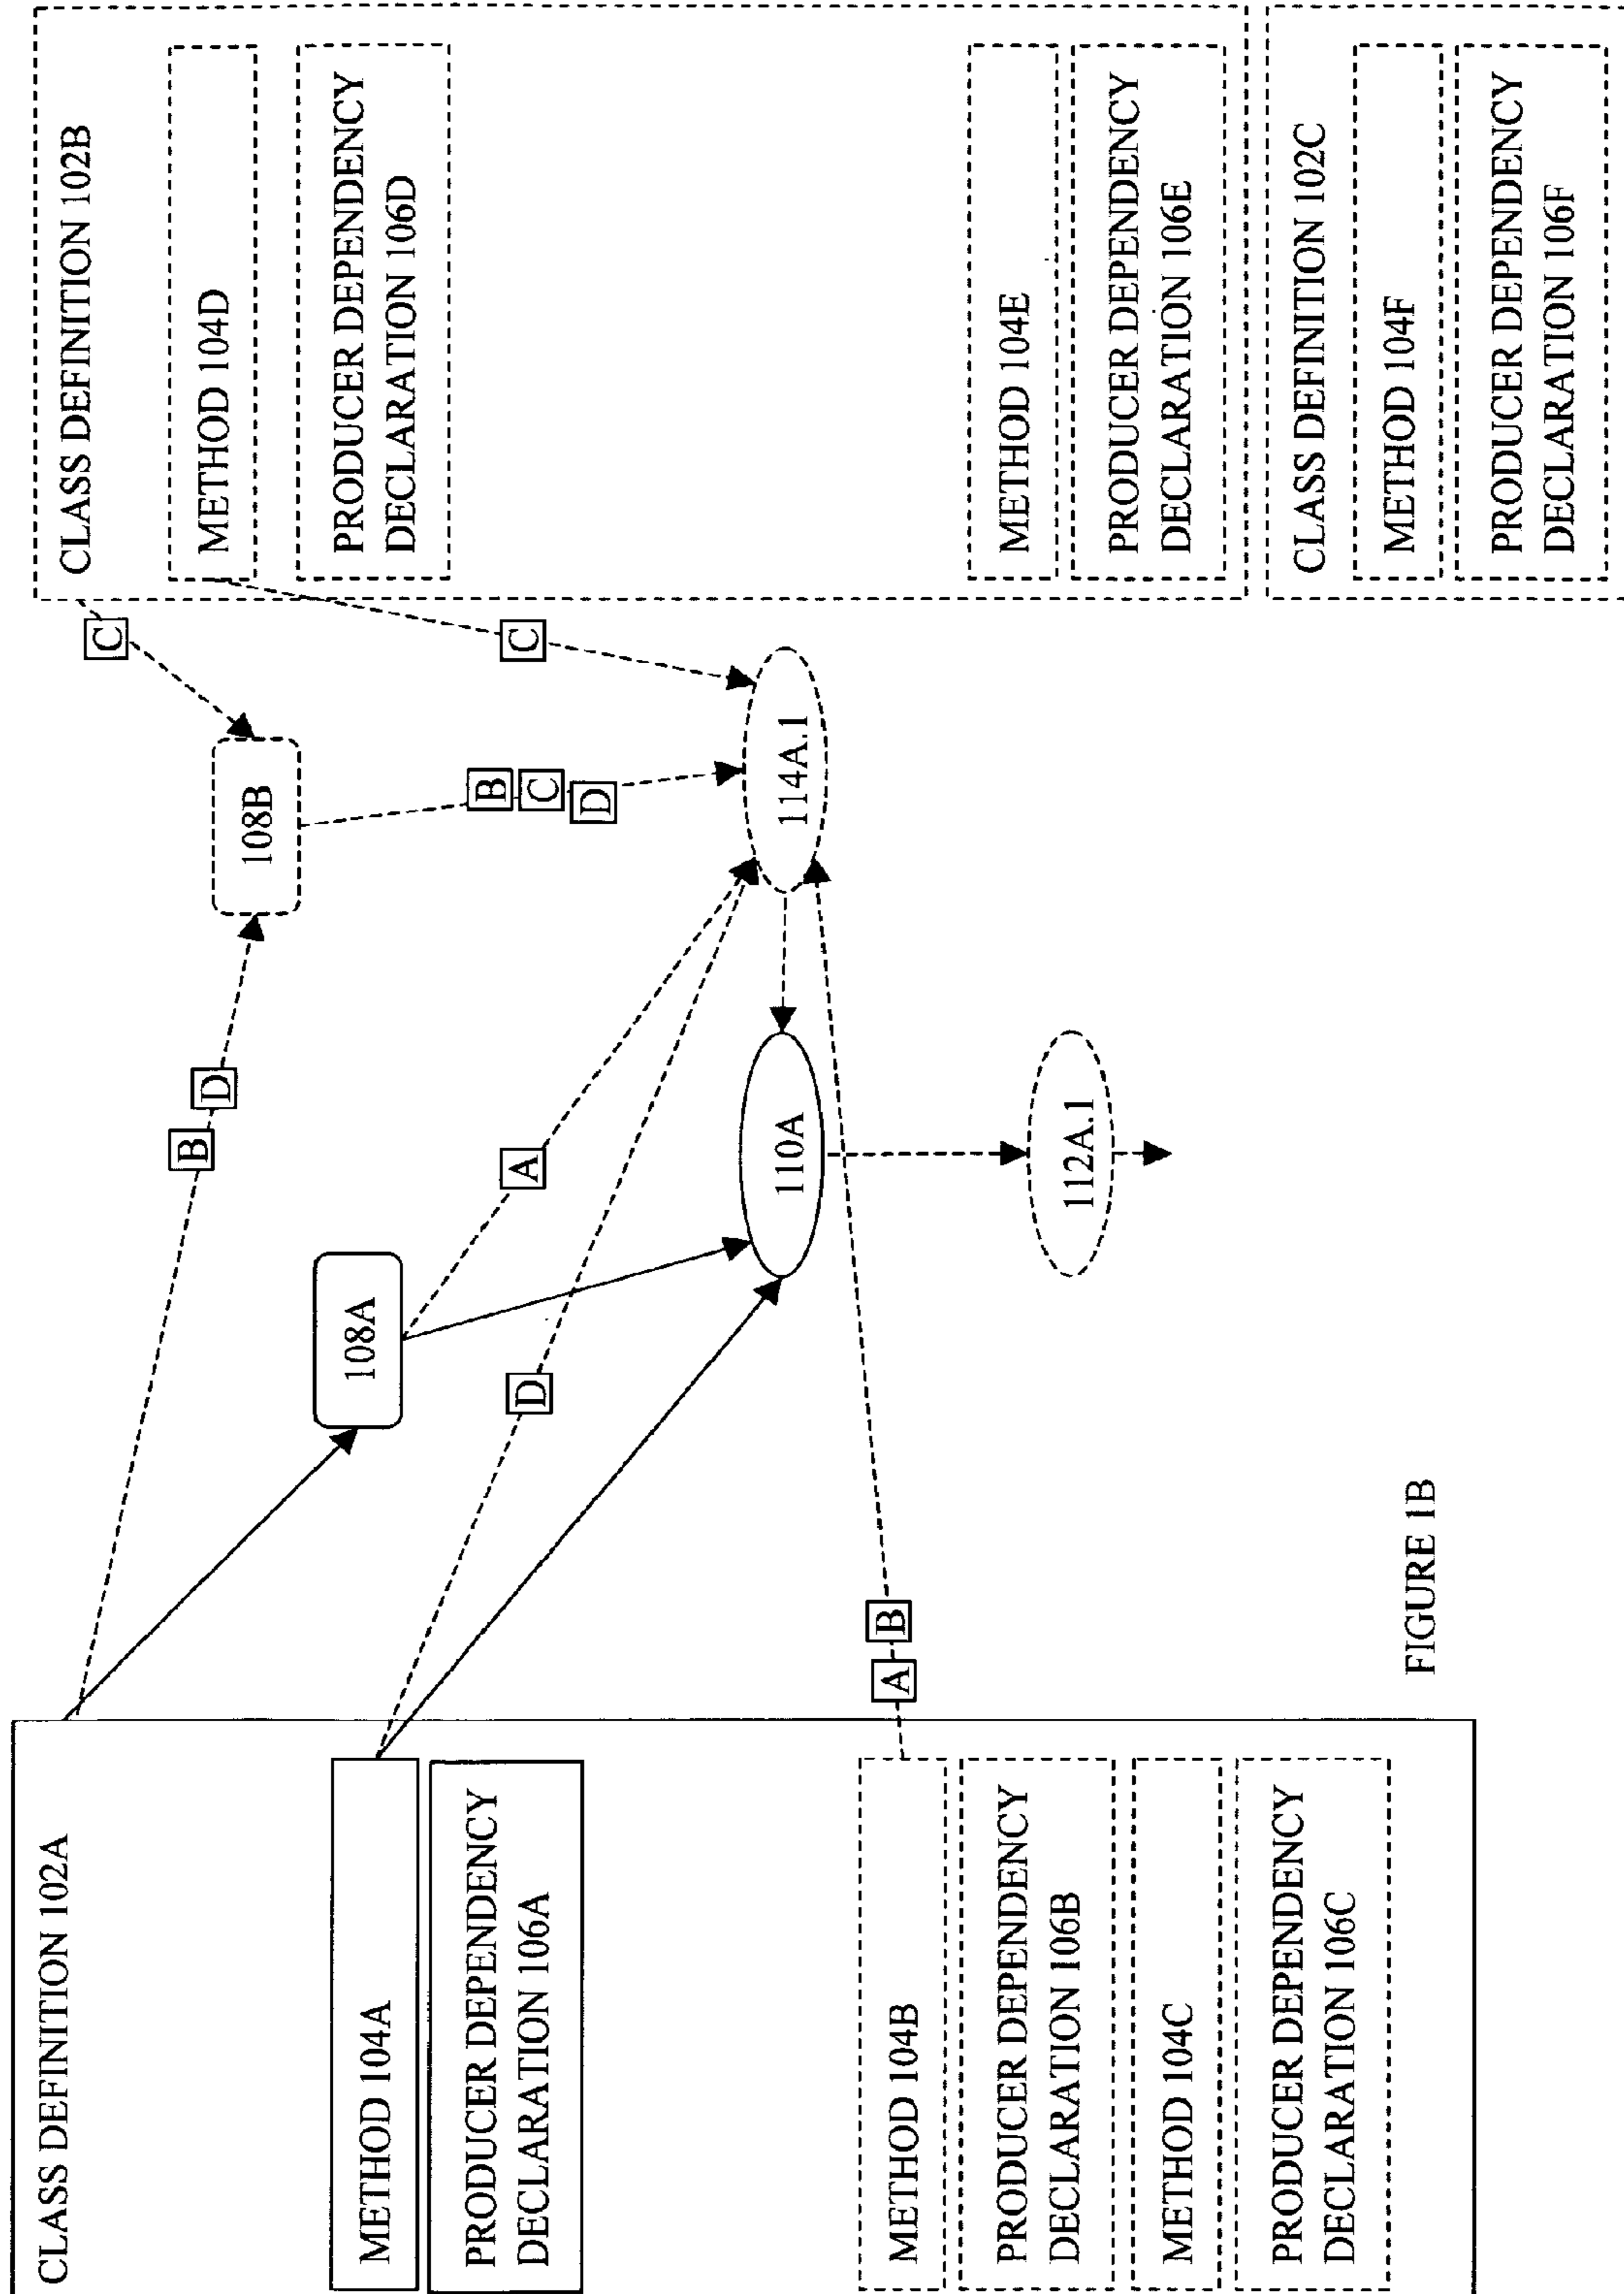 CLASS DEFINITION 102A
METHOD 104A
PRODUCER DEPENDENCY
DECLARATION 106A
METHOD 104B
PRODUCER DEPENDENCY
DECLARATION 106B
METHOD 104C
PRODUCER DEPENDENCY
DECLARATION 106C
B
D
108A
A
D
A
B
108B
C
B
C
D
C
110A
114A.1
112A.1
CLASS DEFINITION 102B
METHOD 104D
PRODUCER DEPENDENCY
DECLARATION 106D
METHOD 104E
PRODUCER DEPENDENCY
DECLARATION 106E
CLASS DEFINITION 102C
METHOD 104F
PRODUCER DEPENDENCY
DECLARATION 106F
FIGURE 1B